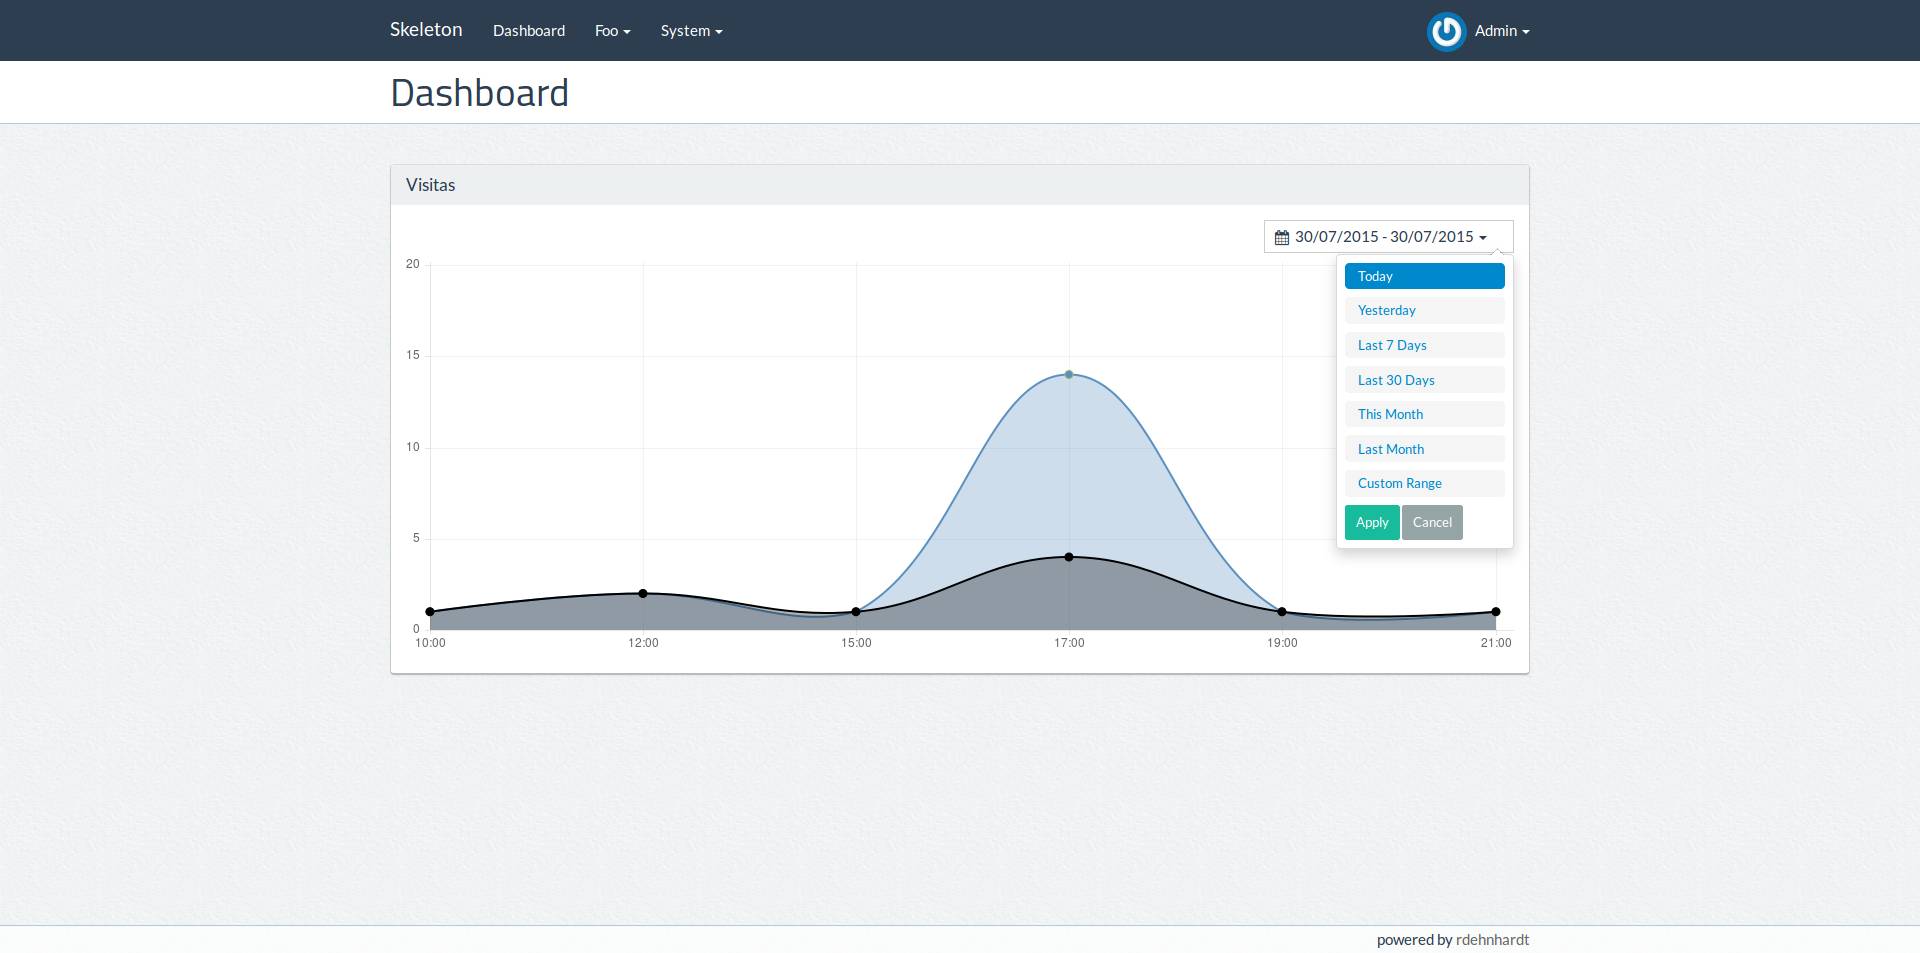 Skeleton Dashboard Foo System Admin
Dashboard
Visitas
30/07/2015 - 30/07/2015
Today
Yesterday
Last 7 Days
Last 30 Days
This Month
Last Month
Custom Range
Apply Cancel
20
15
10
5
0
10:00 12:00 15:00 17:00 19:00 21:00
powered by rdehnhardt